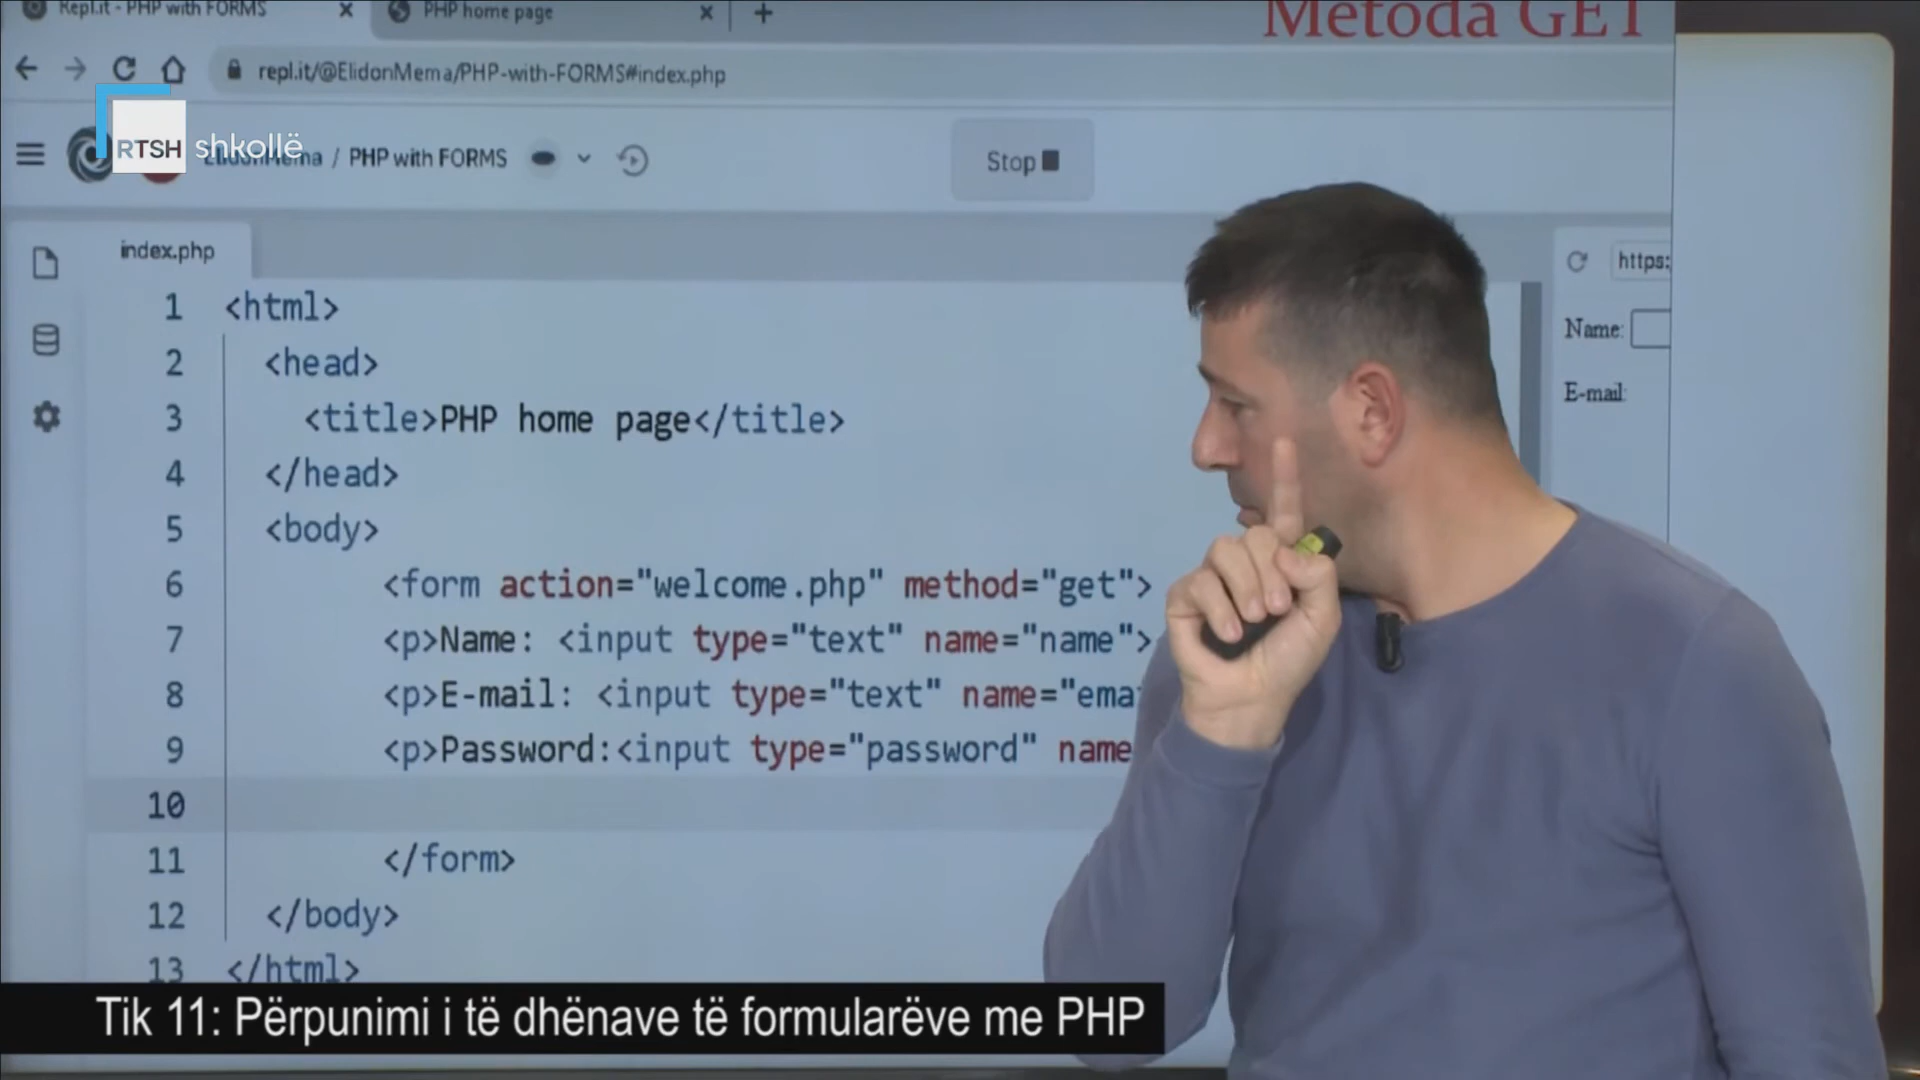 Repl.it - PHP with FORMS
PHP home page
Metoda GET
repl.it/@ElidonMema/PHP-with-FORMS#index.php
RTSH shkollë
ElidonMema / PHP with FORMS
Stop
index.php
https:
1 <html>
2 <head>
3 <title>PHP home page</title>
4 </head>
5 <body>
6 <form action="welcome.php" method="get">
7 <p>Name: <input type="text" name="name">
8 <p>E-mail: <input type="text" name="ema
9 <p>Password:<input type="password" name
10
11 </form>
12 </body>
13 </html>
Name:
E-mail:
Tik 11: Përpunimi i të dhënave të formularëve me PHP